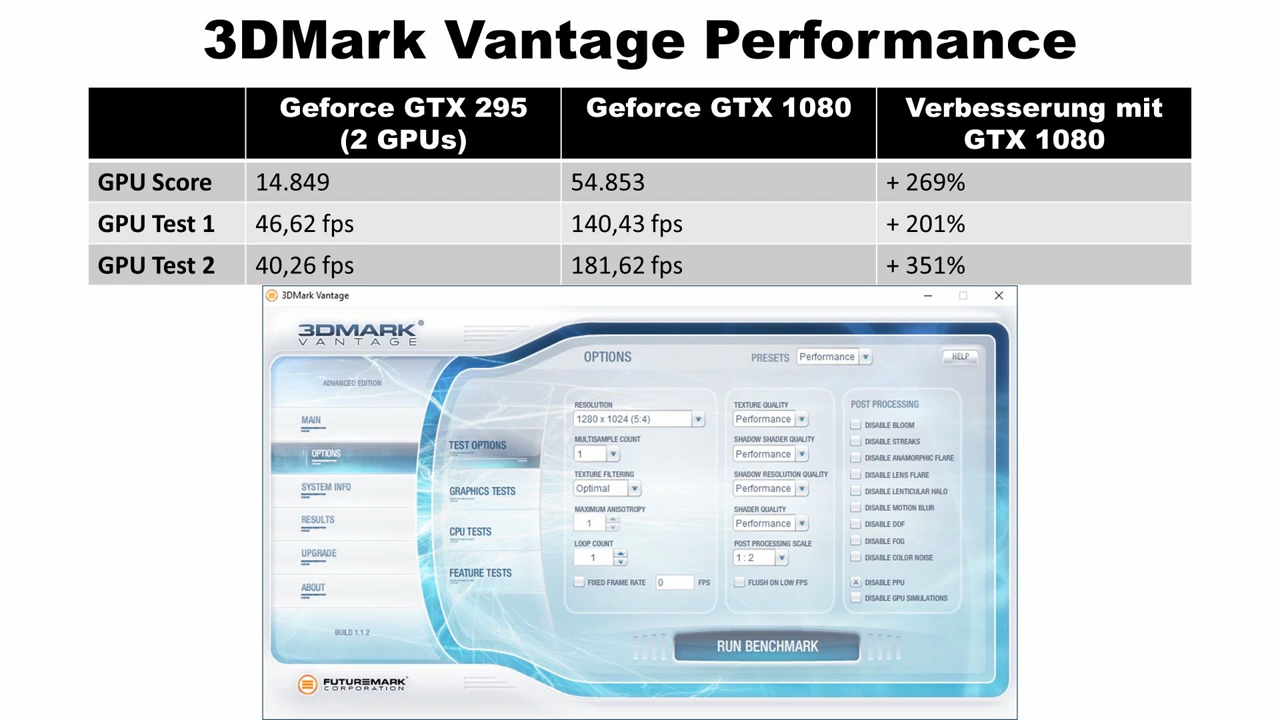 3DMark Vantage Performance
Geforce GTX 295 (2 GPUs) Geforce GTX 1080 Verbesserung mit GTX 1080
GPU Score 14.849 54.853 + 269%
GPU Test 1 46,62 fps 140,43 fps + 201%
GPU Test 2 40,26 fps 181,62 fps + 351%
3DMark Vantage
3DMARK®
VANTAGE
ADVANCED EDITION
MAIN
OPTIONS
SYSTEM INFO
RESULTS
UPGRADE
ABOUT
BUILD 1.1.2
FUTUREMARK®
CORPORATION
TEST OPTIONS
GRAPHICS TESTS
CPU TESTS
FEATURE TESTS
OPTIONS
PRESETS Performance
HELP
RESOLUTION
1280 x 1024 (5:4)
MULTISAMPLE COUNT
1
TEXTURE FILTERING
Optimal
MAXIMUM ANISOTROPY
1
LOOP COUNT
1
FIXED FRAME RATE 0 FPS
TEXTURE QUALITY
Performance
SHADOW SHADER QUALITY
Performance
SHADOW RESOLUTION QUALITY
Performance
SHADER QUALITY
Performance
POST PROCESSING SCALE
1 : 2
FLUSH ON LOW FPS
POST PROCESSING
DISABLE BLOOM
DISABLE STREAKS
DISABLE ANAMORPHIC FLARE
DISABLE LENS FLARE
DISABLE LENTICULAR HALO
DISABLE MOTION BLUR
DISABLE DOF
DISABLE FOG
DISABLE COLOR NOISE
DISABLE PPU
DISABLE GPU SIMULATIONS
RUN BENCHMARK